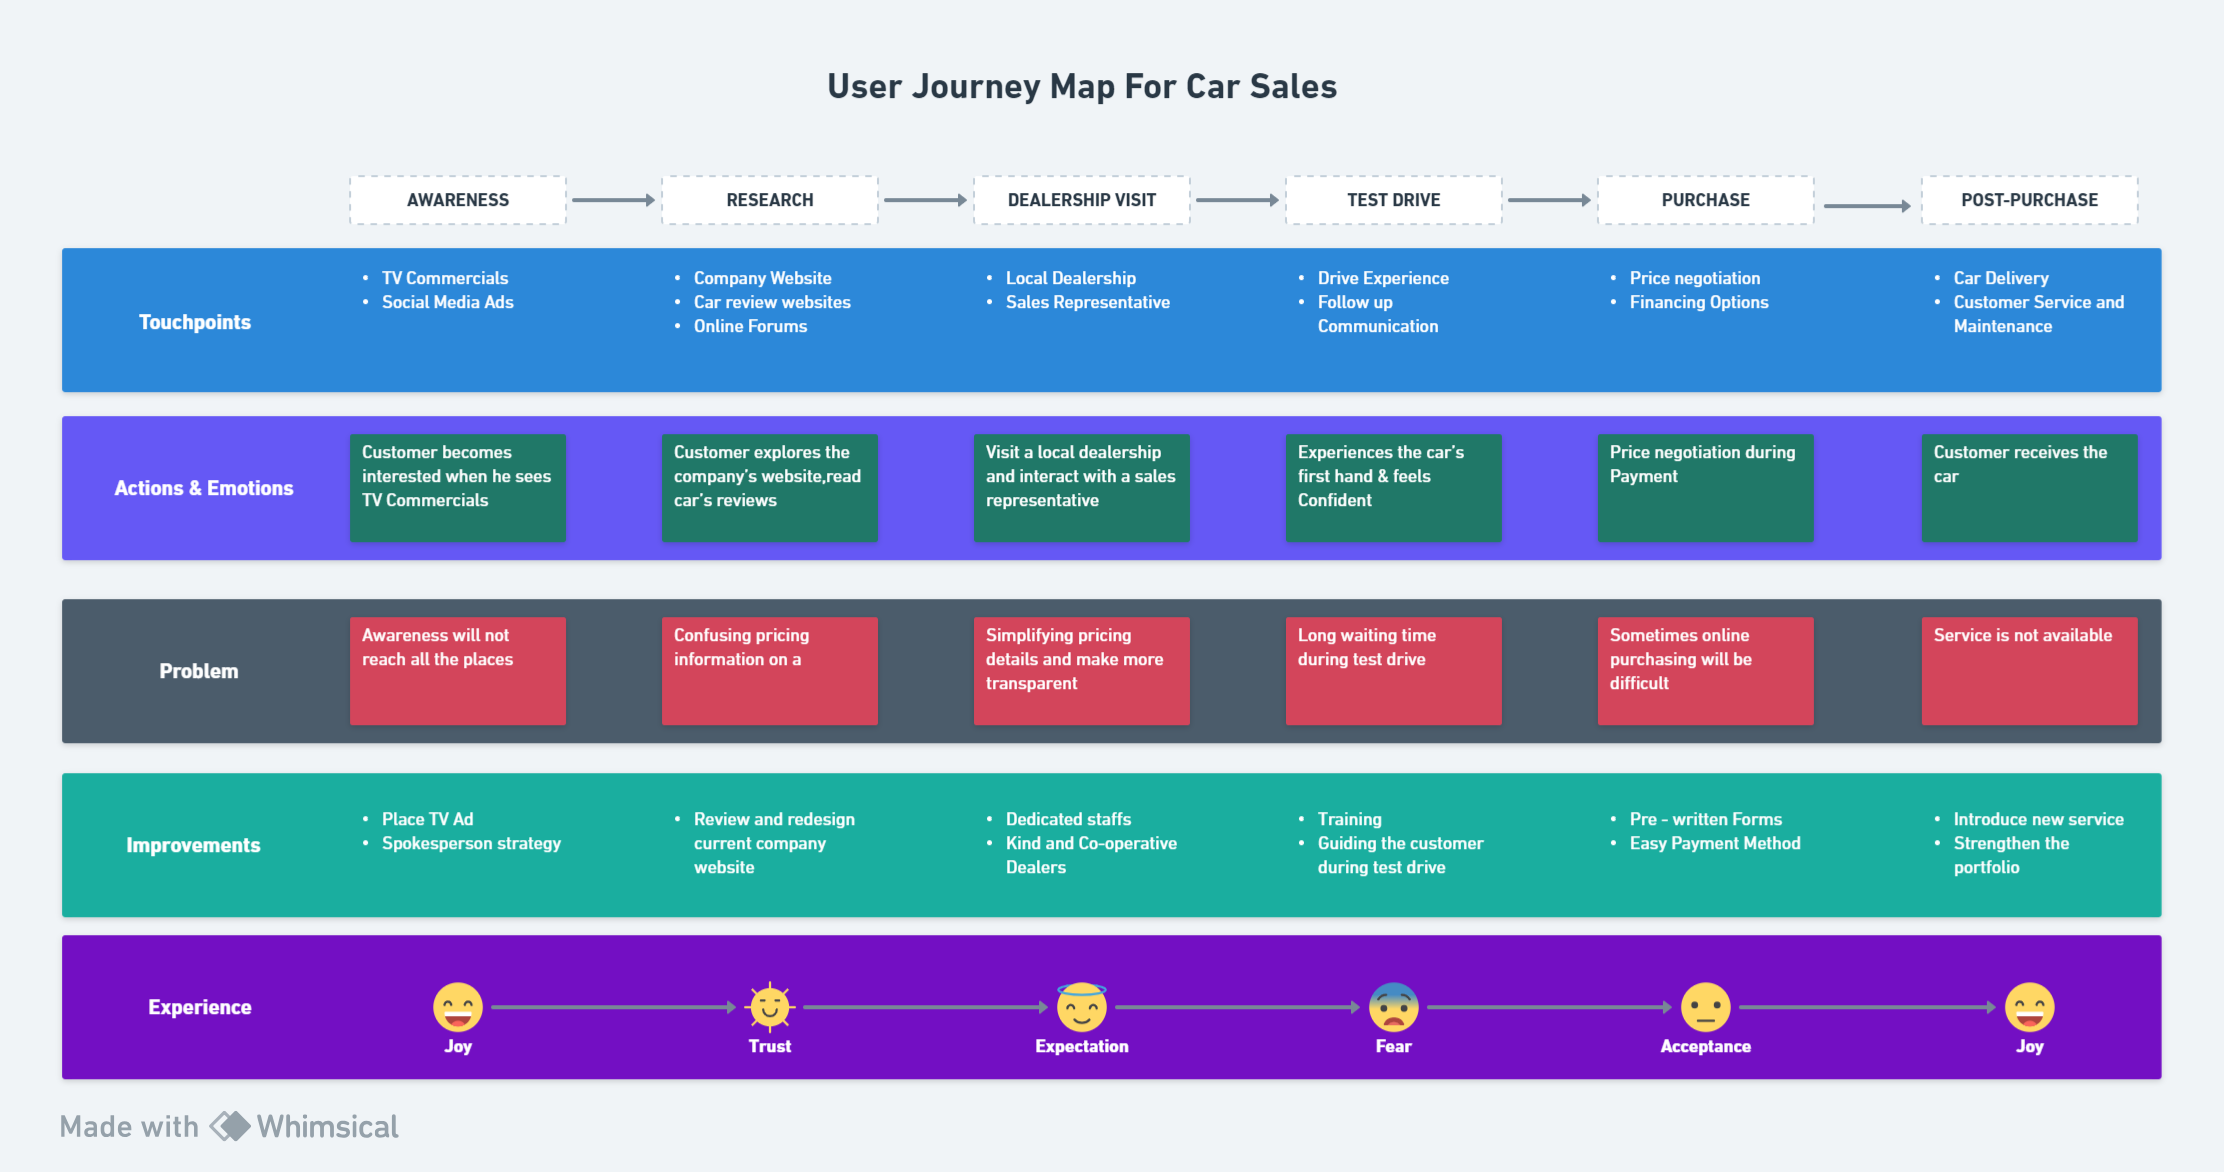 User Journey Map For Car Sales
AWARENESS
RESEARCH
DEALERSHIP VISIT
TEST DRIVE
PURCHASE
POST-PURCHASE
Touchpoints
• TV Commercials
• Social Media Ads
• Company Website
• Car review websites
• Online Forums
• Local Dealership
• Sales Representative
• Drive Experience
• Follow up
Communication
• Price negotiation
• Financing Options
• Car Delivery
• Customer Service and
Maintenance
Actions & Emotions
Customer becomes
interested when he sees
TV Commercials
Customer explores the
company's website,read
car's reviews
Visit a local dealership
and interact with a sales
representative
Experiences the car's
first hand & feels
Confident
Price negotiation during
Payment
Customer receives the
car
Problem
Awareness will not
reach all the places
Confusing pricing
information on a
Simplifying pricing
details and make more
transparent
Long waiting time
during test drive
Sometimes online
purchasing will be
difficult
Service is not available
Improvements
• Place TV Ad
• Spokesperson strategy
• Review and redesign
current company
website
• Dedicated staffs
• Kind and Co-operative
Dealers
• Training
• Guiding the customer
during test drive
• Pre - written Forms
• Easy Payment Method
• Introduce new service
• Strengthen the
portfolio
Experience
Joy
Trust
Expectation
Fear
Acceptance
Joy
Made with Whimsical